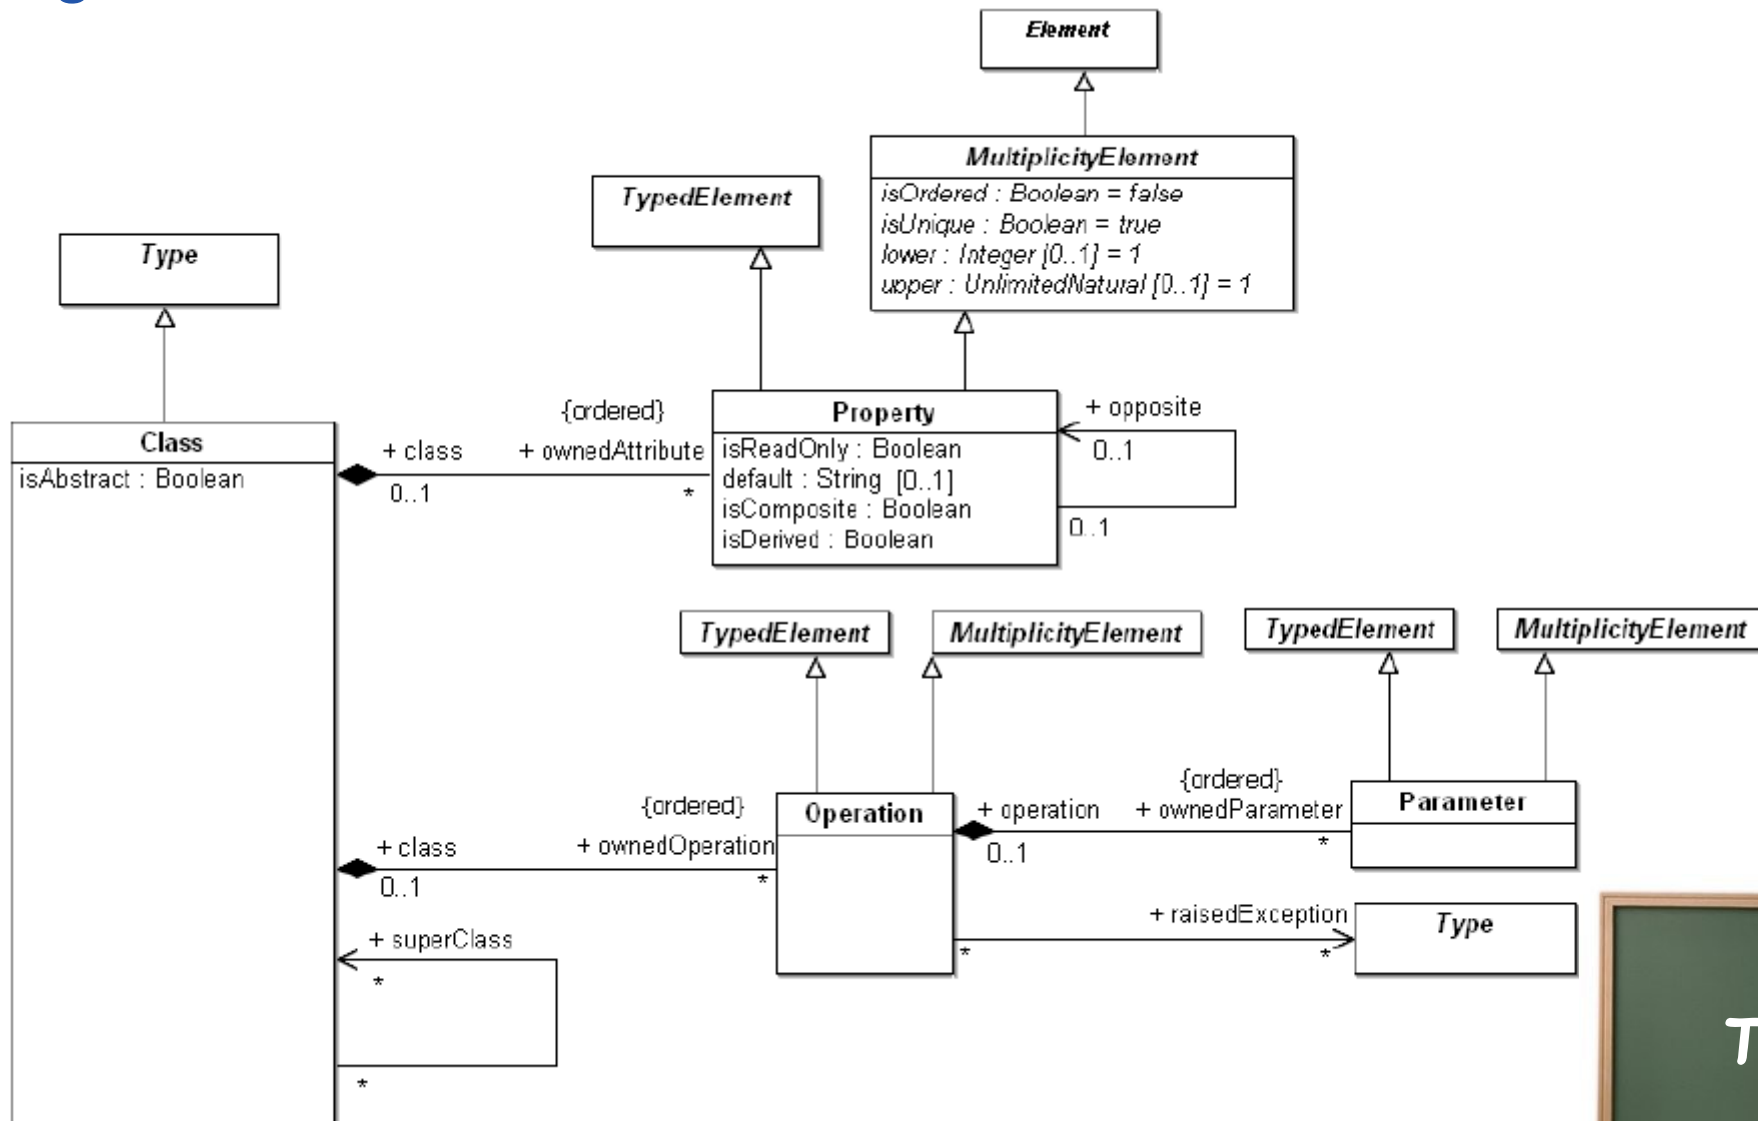 Element
MultiplicityElement
isOrdered : Boolean = false
isUnique : Boolean = true
lower : Integer [0..1] = 1
upper : UnlimitedNatural [0..1] = 1
TypedElement
Type
{ordered}
+ class
+ ownedAttribute
0..1
*
Property
isReadOnly : Boolean
default : String [0..1]
isComposite : Boolean
isDerived : Boolean
+ opposite
0..1
0..1
Class
isAbstract : Boolean
TypedElement
MultiplicityElement
TypedElement
MultiplicityElement
{ordered}
+ class
+ ownedOperation
0..1
*
Operation
{ordered}
+ operation
+ ownedParameter
0..1
*
Parameter
+ raisedException
*
*
Type
+ superClass
*
*
T